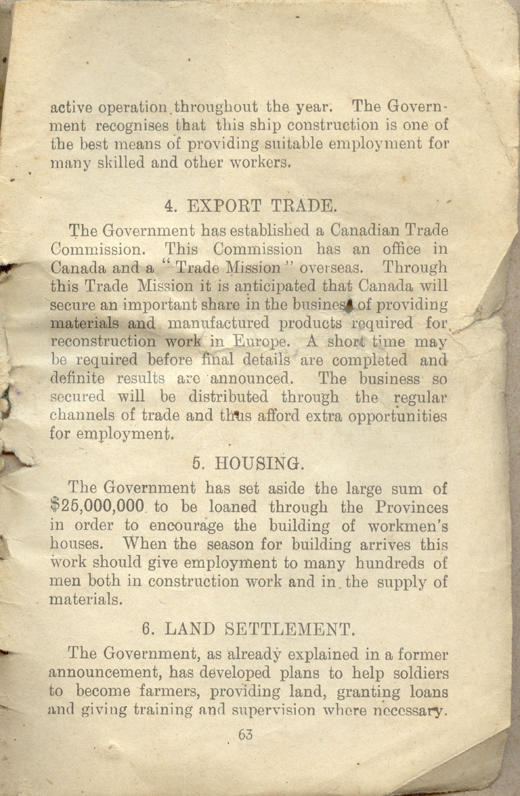 active operation throughout the year. The Govern-
ment recognises that this ship construction is one of
the best means of providing suitable employment for
many skilled and other workers.
4. EXPORT TRADE.
The Government has established a Canadian Trade
Commission. This Commission has an office in
Canada and a "Trade Mission" overseas. Through
this Trade Mission it is anticipated that Canada will
secure an important share in the business of providing
materials and manufactured products required for
reconstruction work in Europe. A short time may
be required before final details are completed and
definite results are announced. The business so
secured will be distributed through the regular
channels of trade and thus afford extra opportunities
for employment.
5. HOUSING.
The Government has set aside the large sum of
$25,000,000 to be loaned through the Provinces
in order to encourage the building of workmen's
houses. When the season for building arrives this
work should give employment to many hundreds of
men both in construction work and in the supply of
materials.
6. LAND SETTLEMENT.
The Government, as already explained in a former
announcement, has developed plans to help soldiers
to become farmers, providing land, granting loans
and giving training and supervision where necessary.
63